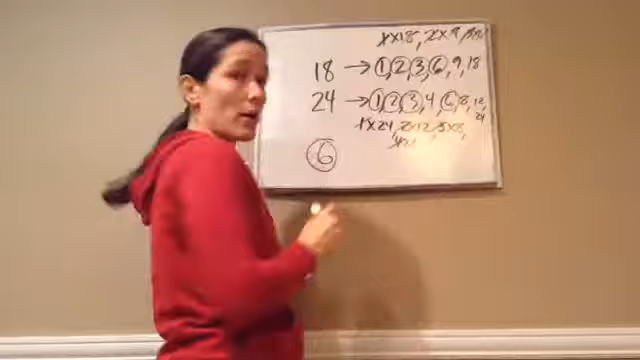 1x18, 2x9, 3x6
18 → 1, 2, 3, 6, 9, 18
24 → 1, 2, 3, 4, 6, 8, 12, 24
1x24, 2x12, 3x8,
4x
6